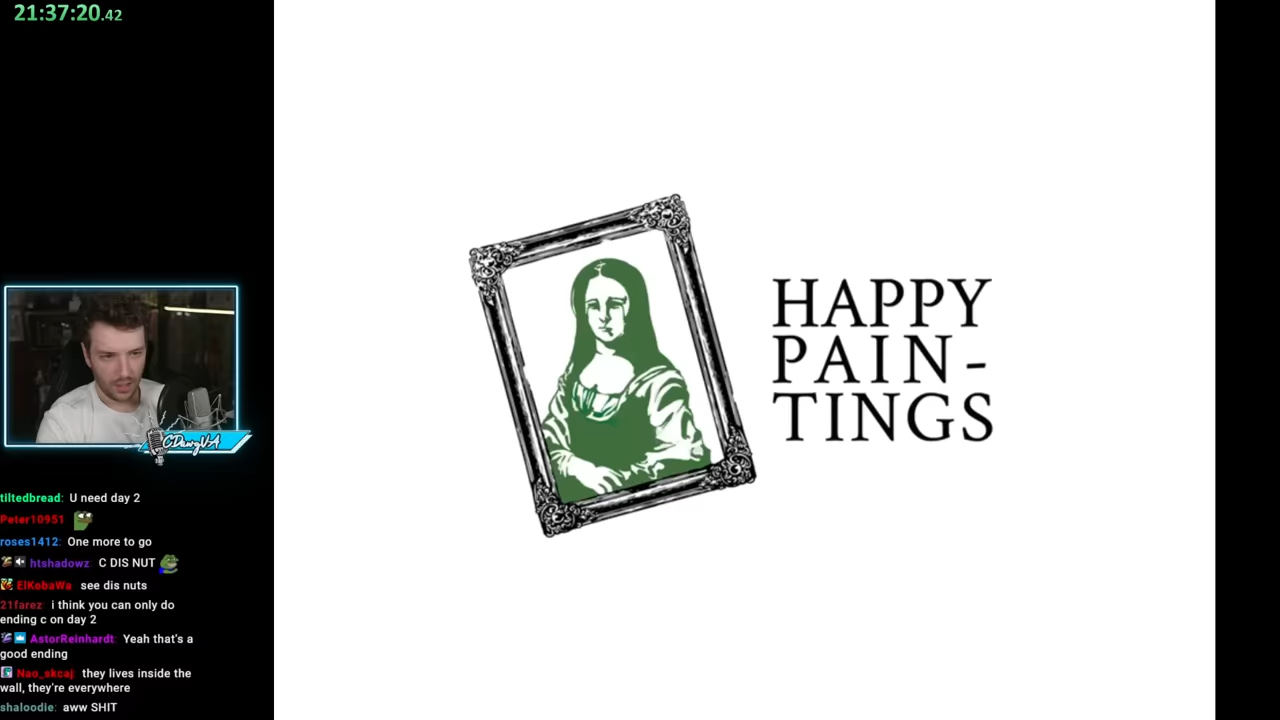 21:37:20.42
HAPPY
PAIN-
TINGS
CDawgVA
tiltedbread: U need day 2
Peter10951
roses1412: One more to go
htshadowz: C DIS NUT
ElKobaWa: see dis nuts
21farez: i think you can only do
ending c on day 2
AstorReinhardt: Yeah that's a
good ending
Nao_skcaj: they lives inside the
wall, they're everywhere
shaloodie: aww SHIT